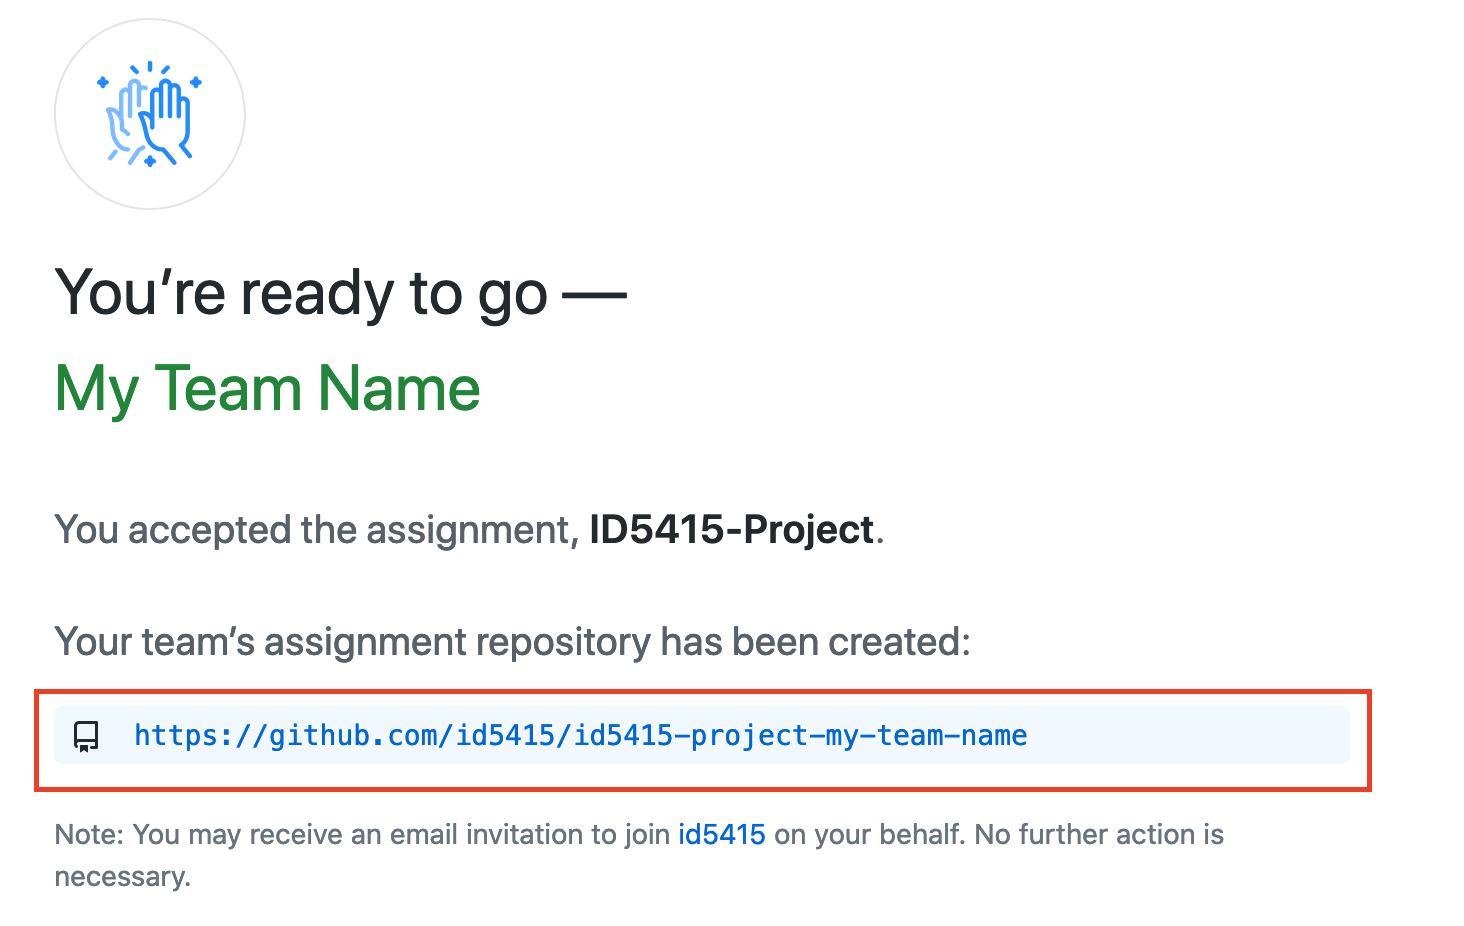 You’re ready to go —
My Team Name
You accepted the assignment, ID5415-Project.
Your team’s assignment repository has been created:
https://github.com/id5415/id5415-project-my-team-name
Note: You may receive an email invitation to join id5415 on your behalf. No further action is
necessary.